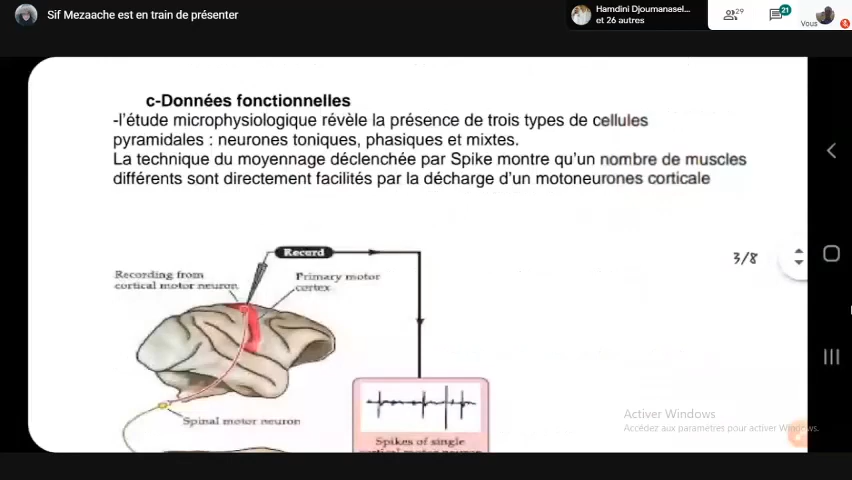 Sif Mezaache est en train de présenter
Hamdini Djoumanasel...
et 26 autres
29
21
Vous
c-Données fonctionnelles
-l'étude microphysiologique révèle la présence de trois types de cellules
pyramidales : neurones toniques, phasiques et mixtes.
La technique du moyennage déclenchée par Spike montre qu'un nombre de muscles
différents sont directement facilités par la décharge d'un motoneurones corticale
Record
Recording from
cortical motor neuron
Primary motor
cortex
3/8
Spinal motor neuron
Spikes of single
cortical motor neuron
Activer Windows
Accédez aux paramètres pour activer Windows.